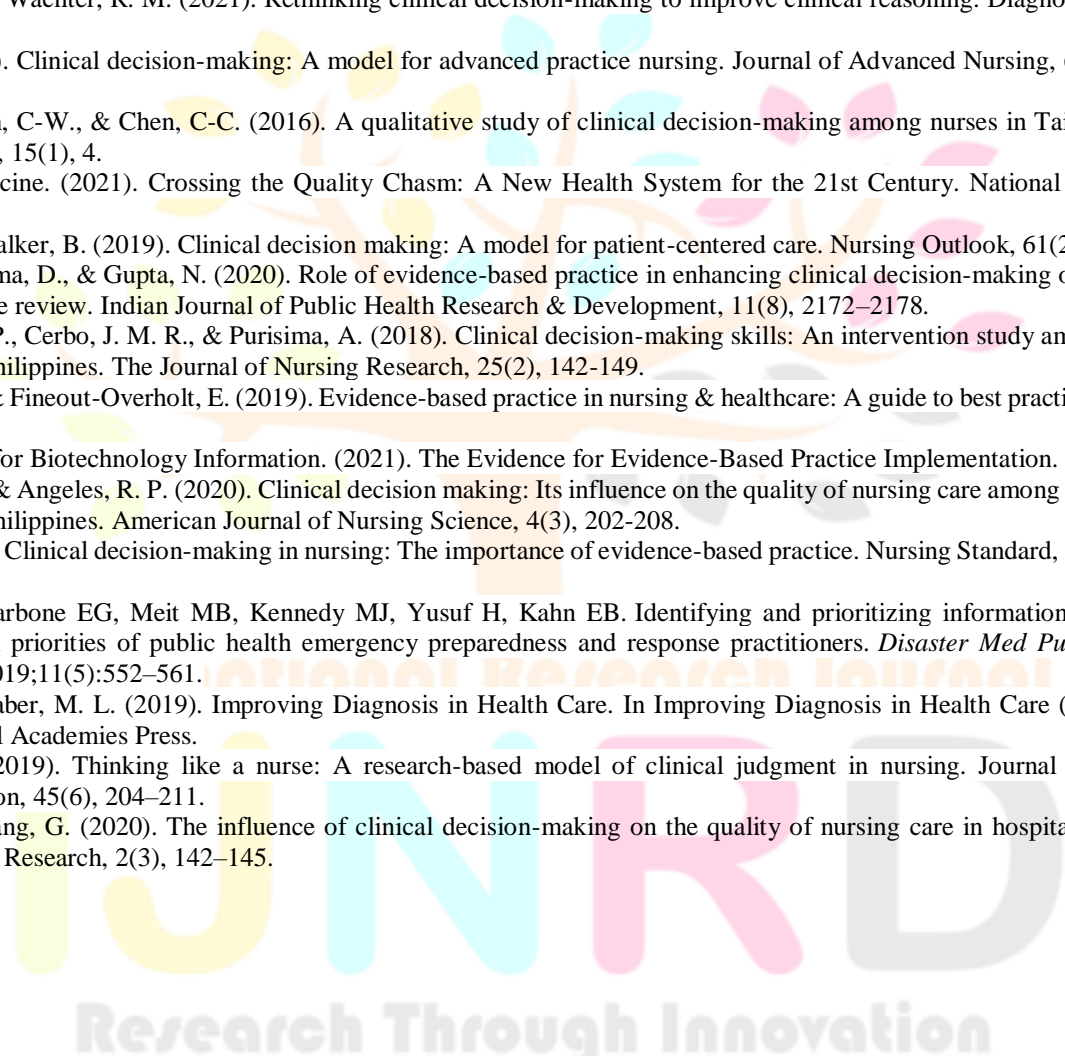 Wachter, R. M. (2021). Rethinking clinical decision-making to improve clinical reasoning. Diagno
). Clinical decision-making: A model for advanced practice nursing. Journal of Advanced Nursing,
, C-W., & Chen, C-C. (2016). A qualitative study of clinical decision-making among nurses in Tai
, 15(1), 4.
cine. (2021). Crossing the Quality Chasm: A New Health System for the 21st Century. National
alker, B. (2019). Clinical decision making: A model for patient-centered care. Nursing Outlook, 61(2
ma, D., & Gupta, N. (2020). Role of evidence-based practice in enhancing clinical decision-making o
e review. Indian Journal of Public Health Research & Development, 11(8), 2172–2178.
P., Cerbo, J. M. R., & Purisima, A. (2018). Clinical decision-making skills: An intervention study am
hilippines. The Journal of Nursing Research, 25(2), 142-149.
& Fineout-Overholt, E. (2019). Evidence-based practice in nursing & healthcare: A guide to best practi
for Biotechnology Information. (2021). The Evidence for Evidence-Based Practice Implementation.
& Angeles, R. P. (2020). Clinical decision making: Its influence on the quality of nursing care among
hilippines. American Journal of Nursing Science, 4(3), 202-208.
Clinical decision-making in nursing: The importance of evidence-based practice. Nursing Standard,
arbone EG, Meit MB, Kennedy MJ, Yusuf H, Kahn EB. Identifying and prioritizing information
priorities of public health emergency preparedness and response practitioners. Disaster Med Pu
019;11(5):552–561.
national Research Journal
aber, M. L. (2019). Improving Diagnosis in Health Care. In Improving Diagnosis in Health Care (
l Academies Press.
2019). Thinking like a nurse: A research-based model of clinical judgment in nursing. Journal
on, 45(6), 204–211.
ang, G. (2020). The influence of clinical decision-making on the quality of nursing care in hospita
Research, 2(3), 142–145.
IJNRD
Research Through Innovation